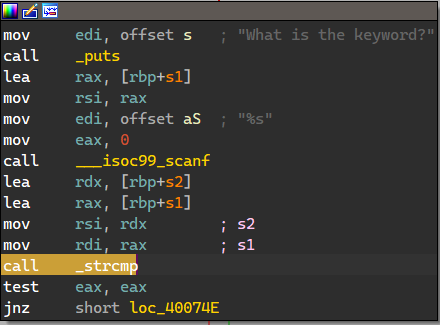 mov     edi, offset s   ; "What is the keyword?"
call    _puts
lea     rax, [rbp+s1]
mov     rsi, rax
mov     edi, offset aS  ; "%s"
mov     eax, 0
call    ___isoc99_scanf
lea     rdx, [rbp+s2]
lea     rax, [rbp+s1]
mov     rsi, rdx        ; s2
mov     rdi, rax        ; s1
call    _strcmp
test    eax, eax
jnz     short loc_40074E